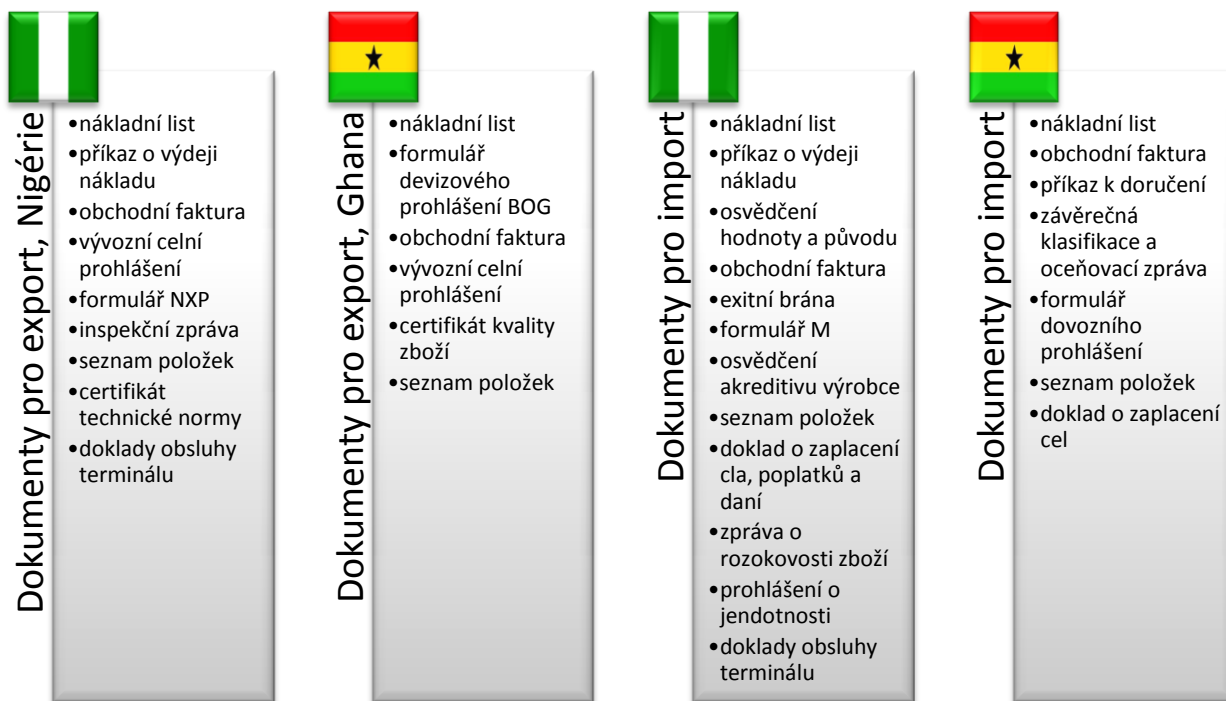 Dokumenty pro export, Nigérie
•nákladní list
•příkaz o výdeji
nákladu
•obchodní faktura
•vývozní celní
prohlášení
•formulář NXP
•inspekční zpráva
•seznam položek
•certifikát
technické normy
•doklady obsluhy
terminálu
Dokumenty pro export, Ghana
•nákladní list
•formulář
devizového
prohlášení BOG
•obchodní faktura
•vývozní celní
prohlášení
•certifikát kvality
zboží
•seznam položek
Dokumenty pro import
•nákladní list
•příkaz o výdeji
nákladu
•osvědčení
hodnoty a původu
•obchodní faktura
•exitní brána
•formulář M
•osvědčení
akreditivu výrobce
•seznam položek
•doklad o zaplacení
cla, poplatků a
daní
•zpráva o
rozokovosti zboží
•prohlášení o
jendotnosti
•doklady obsluhy
terminálu
Dokumenty pro import
•nákladní list
•obchodní faktura
•příkaz k doručení
•závěrečná
klasifikace a
oceňovací zpráva
•formulář
dovozního
prohlášení
•seznam položek
•doklad o zaplacení
cel